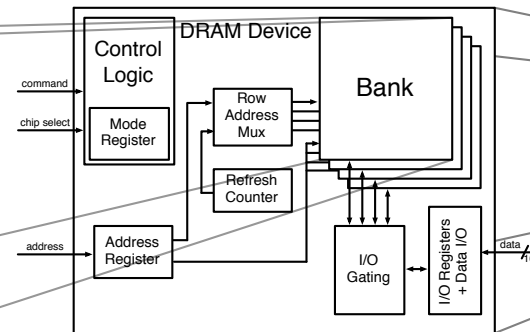 DRAM Device
Control
Logic
Bank
command
chip select
Mode
Register
Row
Address
Mux
Refresh
Counter
address
Address
Register
I/O
Gating
I/O Registers
+ Data I/O
data